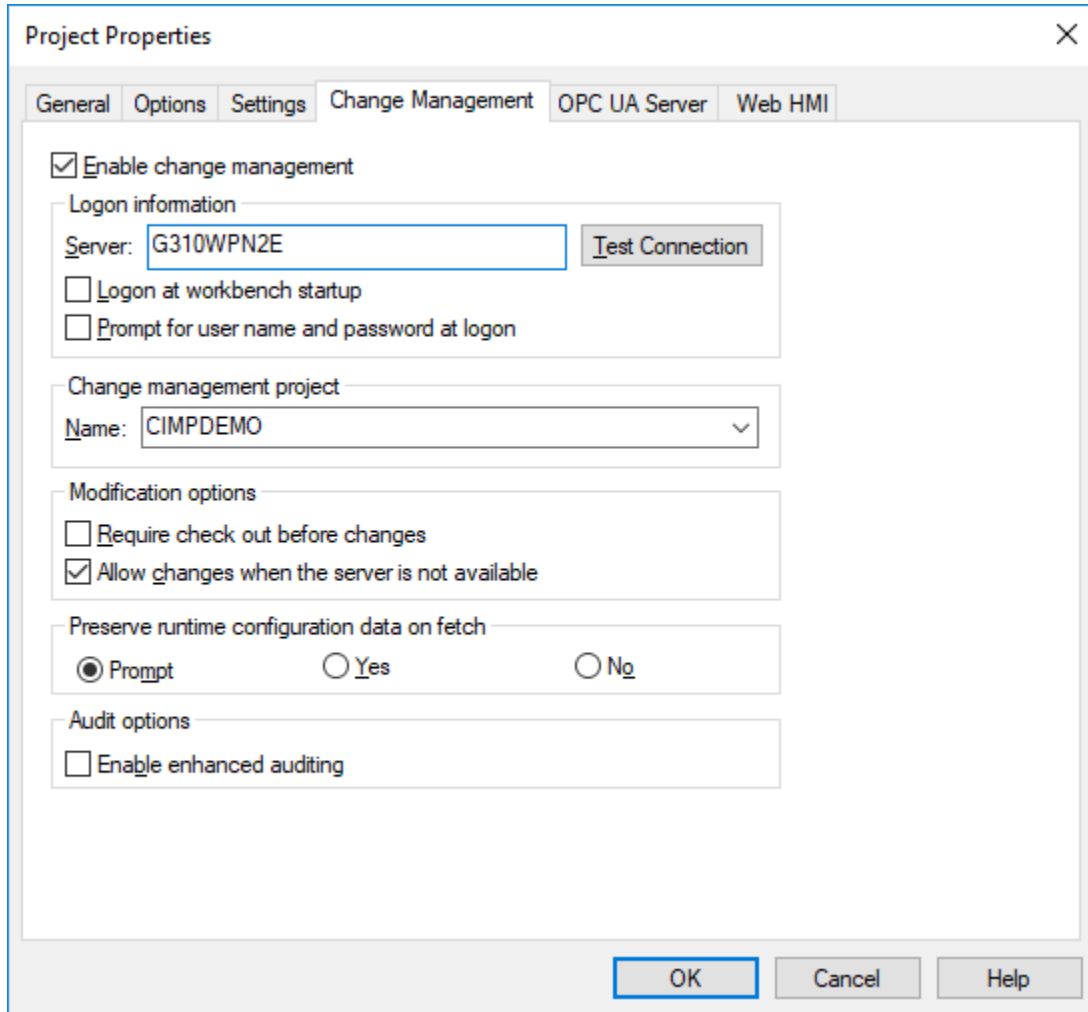 Project Properties
General Options Settings Change Management OPC UA Server Web HMI
Enable change management
Logon information
Server: G310WPN2E Test Connection
Logon at workbench startup
Prompt for user name and password at logon
Change management project
Name: CIMPDEMO
Modification options
Require check out before changes
Allow changes when the server is not available
Preserve runtime configuration data on fetch
Prompt Yes No
Audit options
Enable enhanced auditing
OK Cancel Help